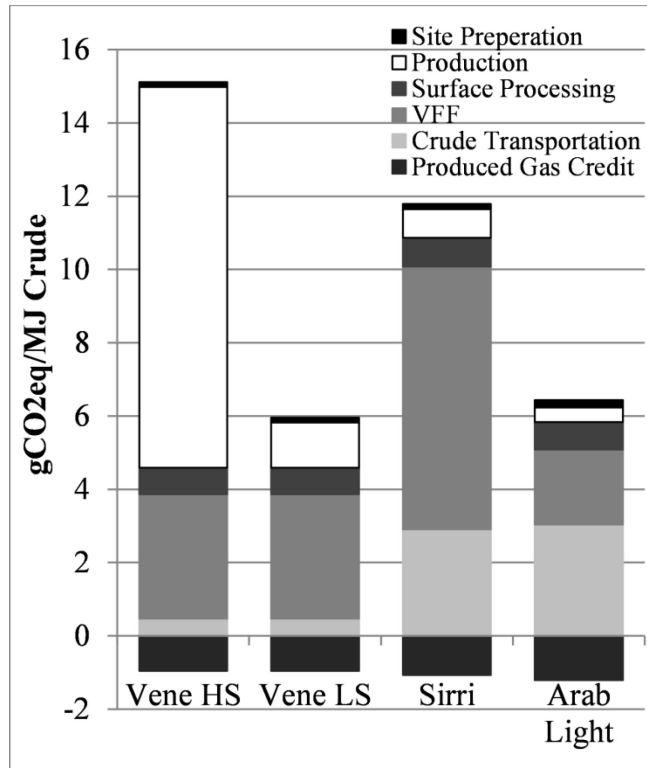 16
14
12
10
8
6
4
2
0
-2
gCO2eq/MJ Crude
Site Preperation
Production
Surface Processing
VFF
Crude Transportation
Produced Gas Credit
Vene HS
Vene LS
Sirri
Arab
Light